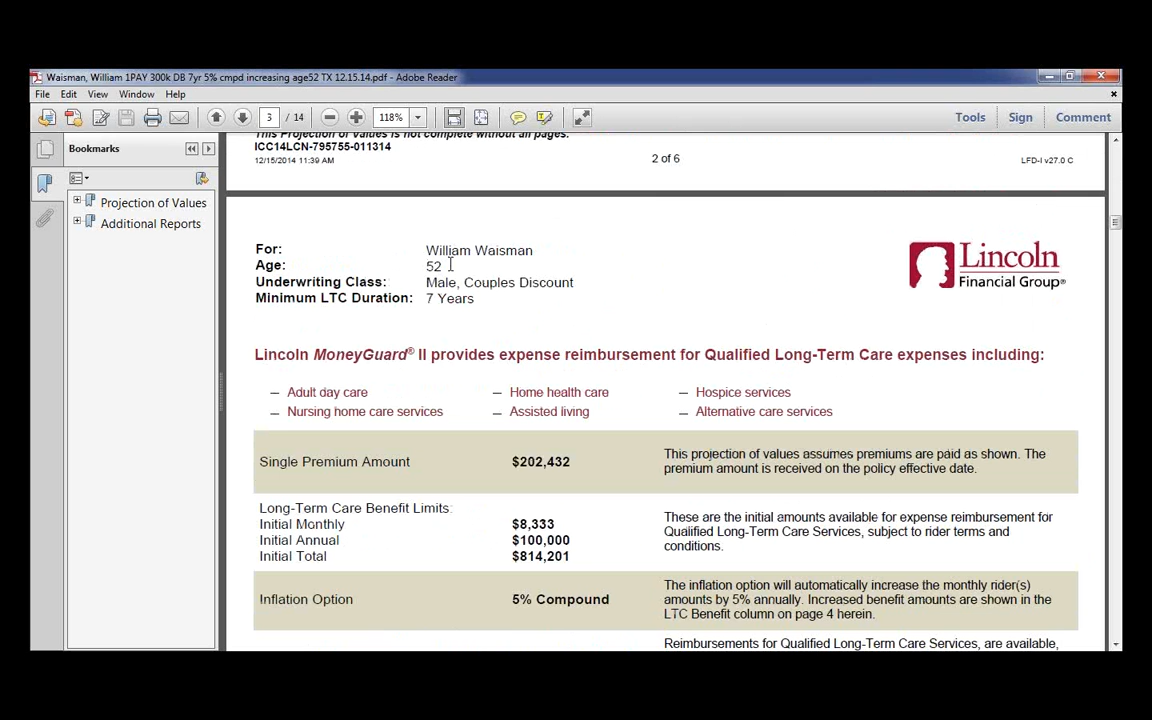 Waisman, William 1PAY 300k DB 7yr 5% cmpd increasing age52 TX 12.15.14.pdf - Adobe Reader
File Edit View Window Help
3 / 14 118% Tools Sign Comment
Bookmarks
Projection of Values
Additional Reports
This Projection of Values is not complete without all pages.
ICC14LCN-795755-011314
12/15/2014 11:39 AM 2 of 6 LFD-I v27.0 C
For: William Waisman
Age: 52
Underwriting Class: Male, Couples Discount
Minimum LTC Duration: 7 Years
Lincoln
Financial Group®
Lincoln MoneyGuard® II provides expense reimbursement for Qualified Long-Term Care expenses including:
– Adult day care – Home health care – Hospice services
– Nursing home care services – Assisted living – Alternative care services
Single Premium Amount $202,432
This projection of values assumes premiums are paid as shown. The
premium amount is received on the policy effective date.
Long-Term Care Benefit Limits:
Initial Monthly $8,333
Initial Annual $100,000
Initial Total $814,201
These are the initial amounts available for expense reimbursement for
Qualified Long-Term Care Services, subject to rider terms and
conditions.
Inflation Option 5% Compound
The inflation option will automatically increase the monthly rider(s)
amounts by 5% annually. Increased benefit amounts are shown in the
LTC Benefit column on page 4 herein.
Reimbursements for Qualified Long-Term Care Services, are available,